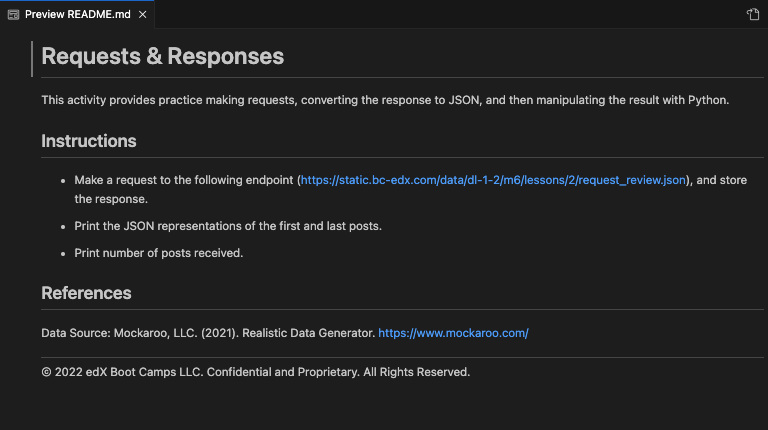 Preview README.md
Requests & Responses
This activity provides practice making requests, converting the response to JSON, and then manipulating the result with Python.
Instructions
• Make a request to the following endpoint (https://static.bc-edx.com/data/dl-1-2/m6/lessons/2/request_review.json), and store
the response.
• Print the JSON representations of the first and last posts.
• Print number of posts received.
References
Data Source: Mockaroo, LLC. (2021). Realistic Data Generator. https://www.mockaroo.com/
© 2022 edX Boot Camps LLC. Confidential and Proprietary. All Rights Reserved.